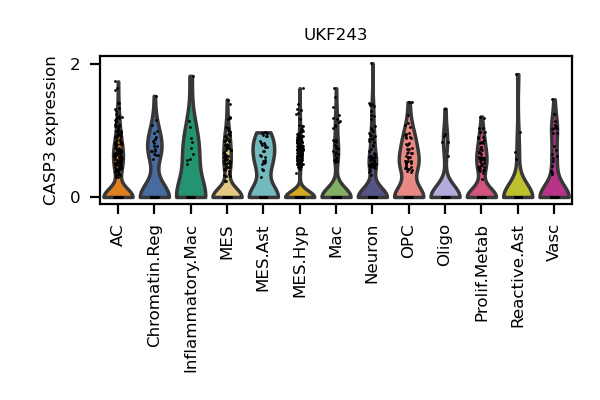 UKF243
CASP3 expression
2
0
AC
Chromatin.Reg
Inflammatory.Mac
MES
MES.Ast
MES.Hyp
Mac
Neuron
OPC
Oligo
Prolif.Metab
Reactive.Ast
Vasc